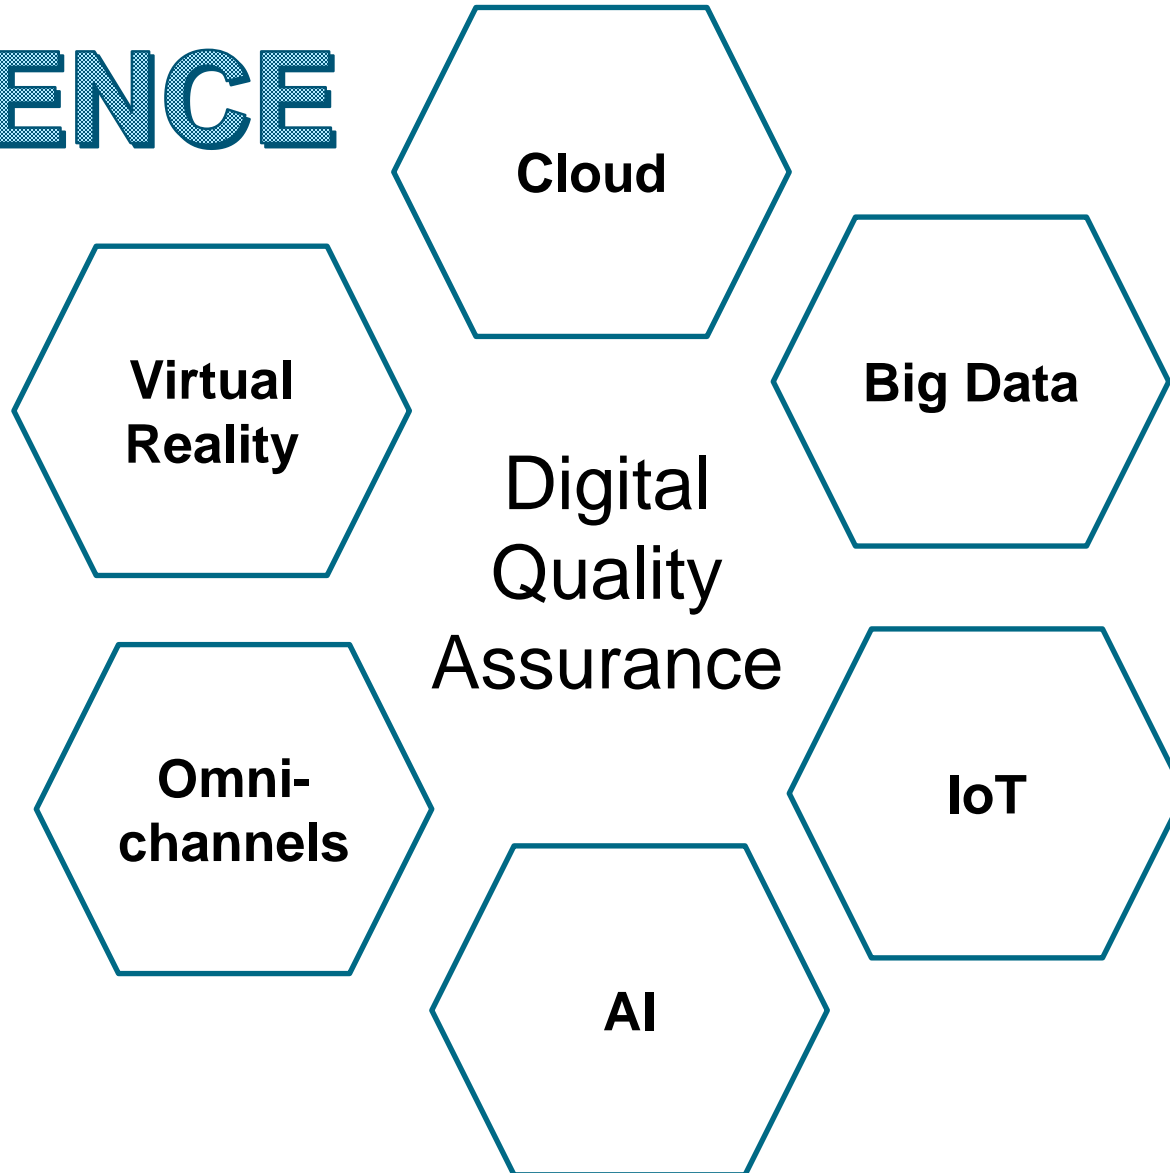 ENCE
Cloud
Virtual
Reality
Big Data
Digital
Quality
Assurance
Omni-
channels
IoT
AI